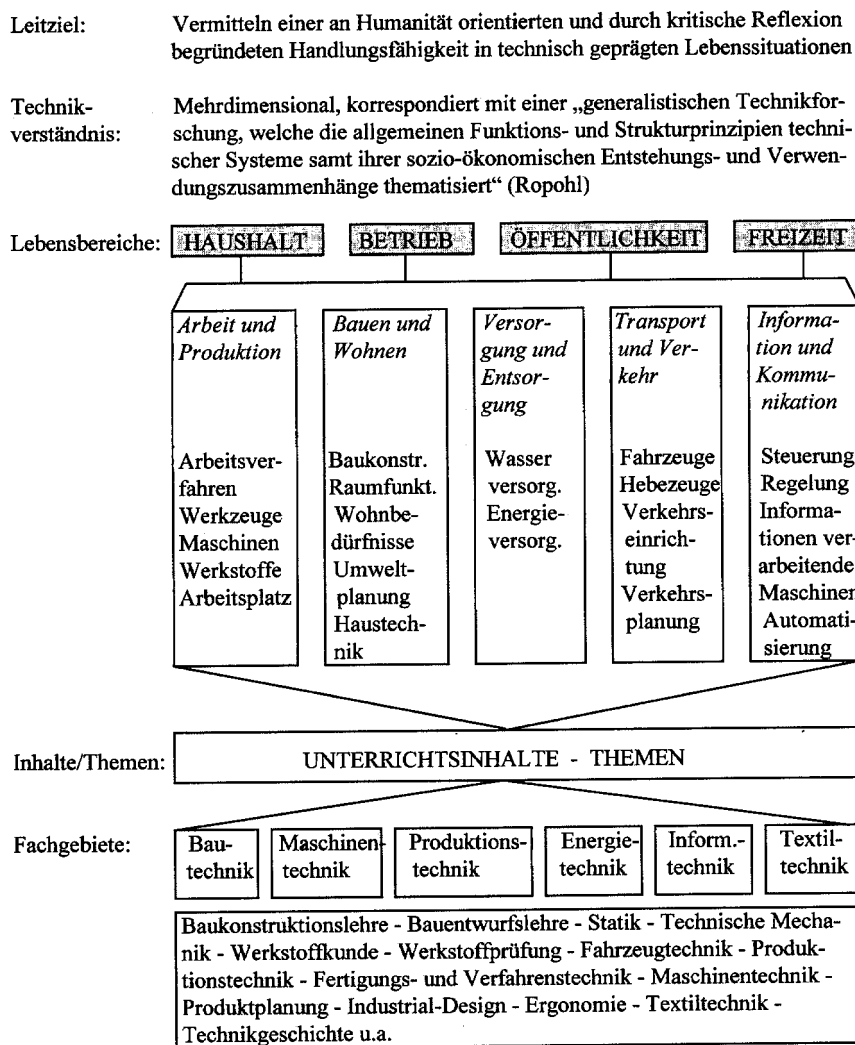 Leitziel: Vermitteln einer an Humanität orientierten und durch kritische Reflexion
begründeten Handlungsfähigkeit in technisch geprägten Lebenssituationen
Technik- Mehrdimensional, korrespondiert mit einer „generalistischen Technikfor-
verständnis: schung, welche die allgemeinen Funktions- und Strukturprinzipien techni-
scher Systeme samt ihrer sozio-ökonomischen Entstehungs- und Verwen-
dungszusammenhänge thematisiert“ (Ropohl)
Lebensbereiche: HAUSHALT BETRIEB ÖFFENTLICHKEIT FREIZEIT
Arbeit und
Produktion
Arbeitsver-
fahren
Werkzeuge
Maschinen
Werkstoffe
Arbeitsplatz
Bauen und
Wohnen
Baukonstr.
Raumfunkt.
Wohnbe-
dürfnisse
Umwelt-
planung
Haustech-
nik
Versor-
gung und
Entsor-
gung
Wasser
versorg.
Energie-
versorg.
Transport
und Ver-
kehr
Fahrzeuge
Hebezeuge
Verkehrs-
einrich-
tung
Verkehrs-
planung
Informa-
tion und
Kommu-
nikation
Steuerung
Regelung
Informa-
tionen ver-
arbeitende
Maschinen
Automati-
sierung
Inhalte/Themen: UNTERRICHTSINHALTE - THEMEN
Fachgebiete:
Bau-
technik
Maschinen-
technik
Produktions-
technik
Energie-
technik
Inform.-
technik
Textil-
technik
Baukonstruktionslehre - Bauentwurfslehre - Statik - Technische Mecha-
nik - Werkstoffkunde - Werkstoffprüfung - Fahrzeugtechnik - Produk-
tionstechnik - Fertigungs- und Verfahrenstechnik - Maschinentechnik -
Produktplanung - Industrial-Design - Ergonomie - Textiltechnik -
Technikgeschichte u.a.